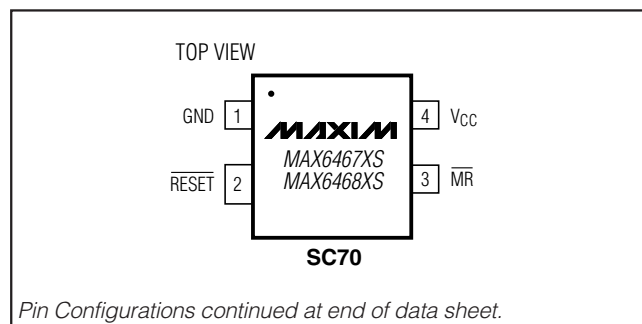 TOP VIEW
GND 1
4 VCC
MAXIM
MAX6467XS
MAX6468XS
RESET 2
3 MR
SC70
Pin Configurations continued at end of data sheet.